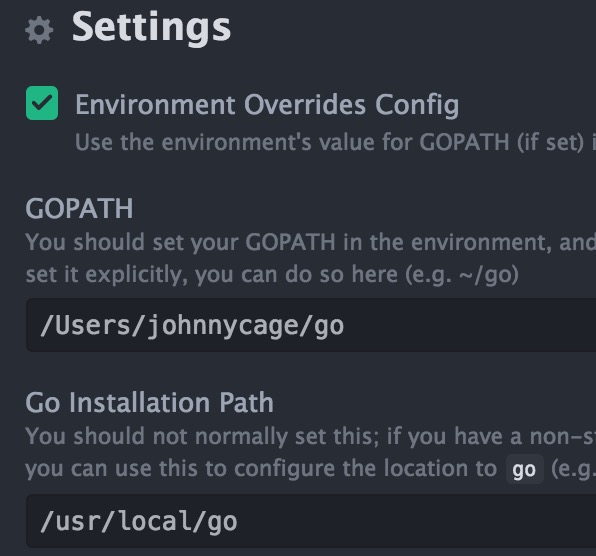 Settings
Environment Overrides Config
Use the environment's value for GOPATH (if set) i
GOPATH
You should set your GOPATH in the environment, and
set it explicitly, you can do so here (e.g. ~/go)
/Users/johnnycage/go
Go Installation Path
You should not normally set this; if you have a non-st
you can use this to configure the location to go (e.g.
/usr/local/go